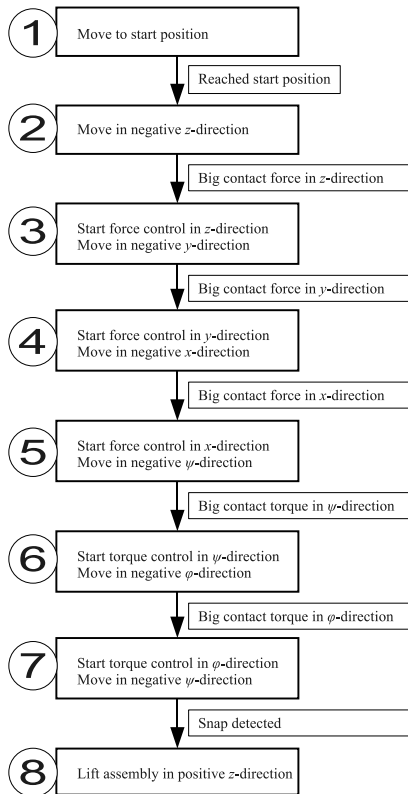 1
Move to start position
Reached start position
2
Move in negative z-direction
Big contact force in z-direction
3
Start force control in z-direction
Move in negative y-direction
Big contact force in y-direction
4
Start force control in y-direction
Move in negative x-direction
Big contact force in x-direction
5
Start force control in x-direction
Move in negative ψ-direction
Big contact torque in ψ-direction
6
Start torque control in ψ-direction
Move in negative φ-direction
Big contact torque in φ-direction
7
Start torque control in φ-direction
Move in negative ψ-direction
Snap detected
8
Lift assembly in positive z-direction